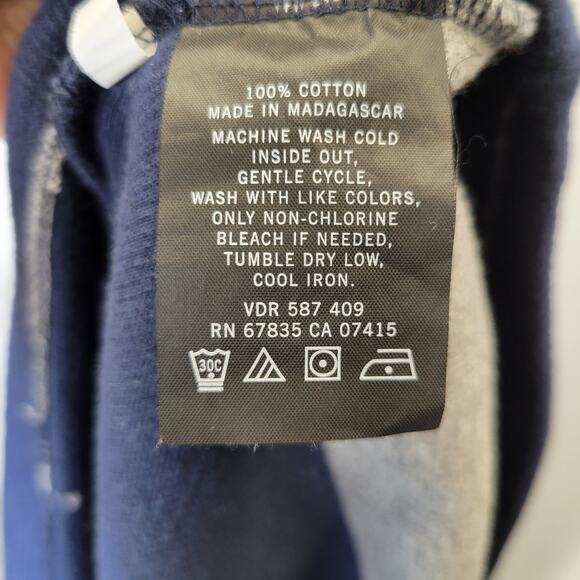 100% COTTON
MADE IN MADAGASCAR
MACHINE WASH COLD
INSIDE OUT,
GENTLE CYCLE,
WASH WITH LIKE COLORS,
ONLY NON-CHLORINE
BLEACH IF NEEDED,
TUMBLE DRY LOW,
COOL IRON.
VDR 587 409
RN 67835 CA 07415
30C